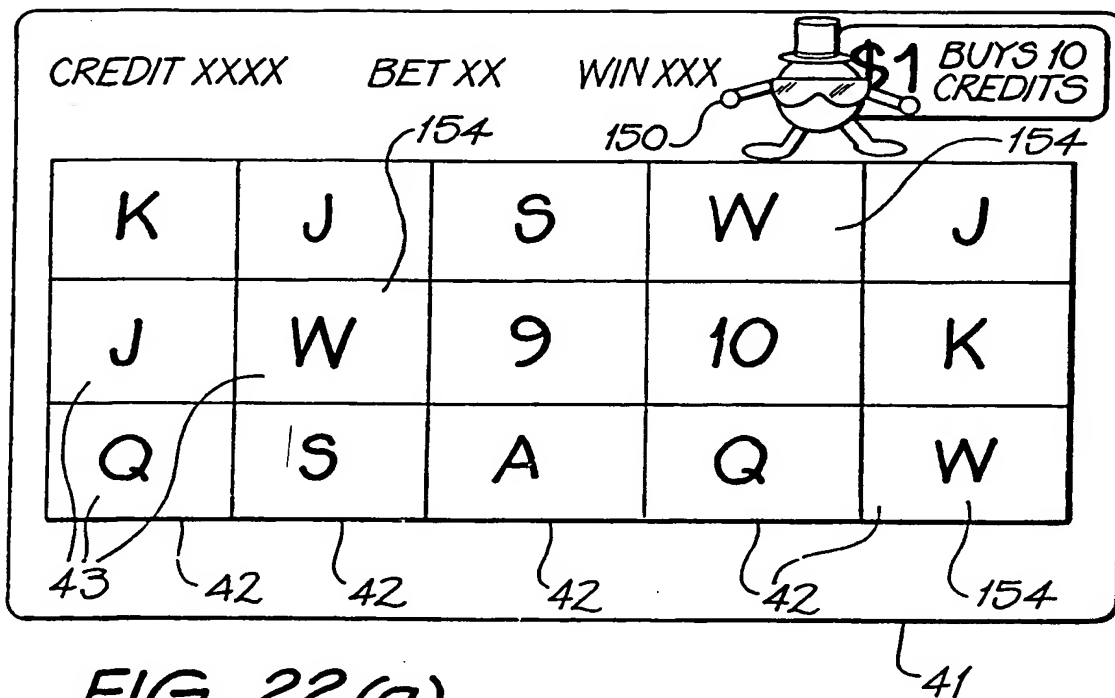 CREDIT XXXX BET XX WIN XXX $1 BUYS 10
CREDITS
154 150 154
K J S W J
J W 9 10 K
Q S A Q W
43 42 42 42 42 154
41
FIG. 22(a)